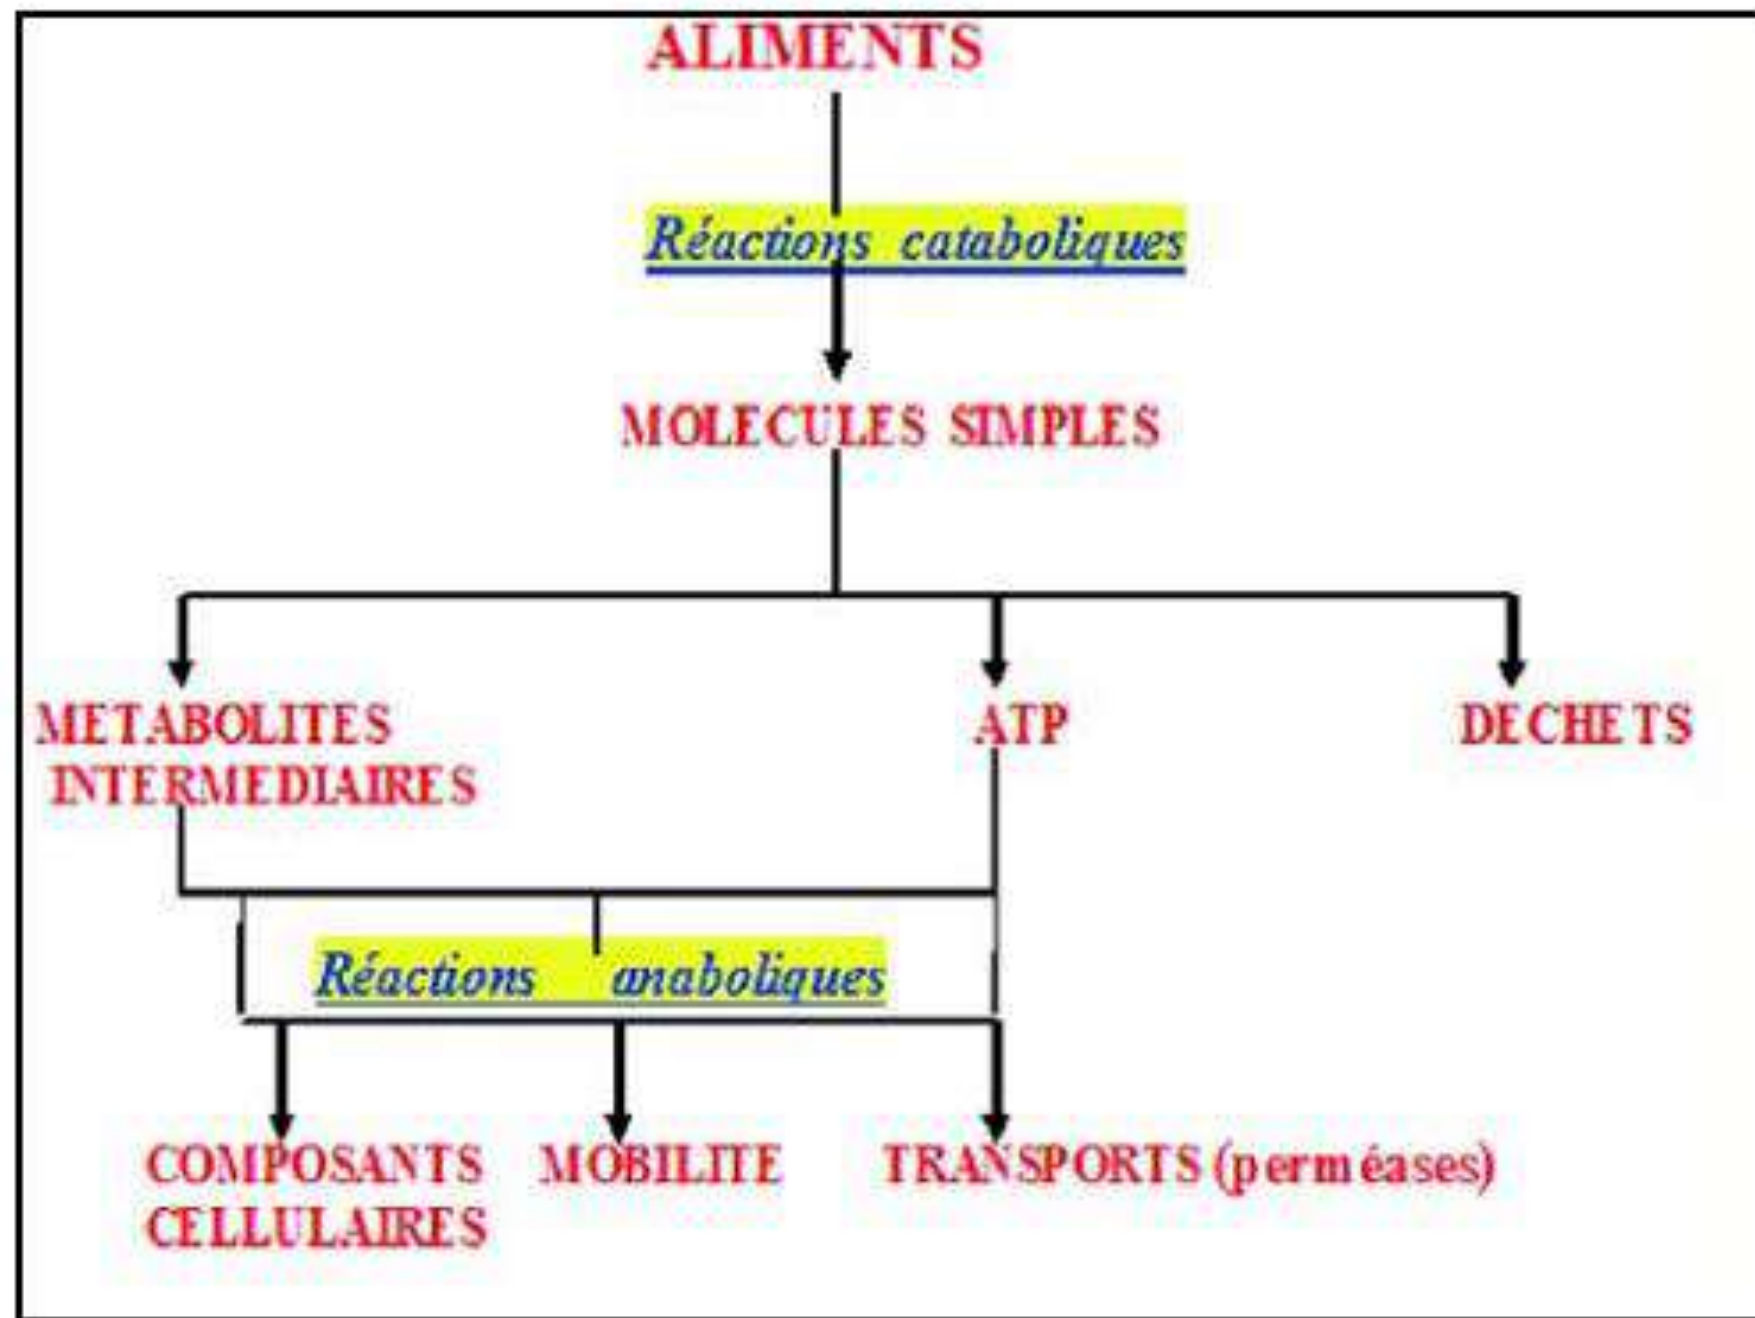 ALIMENTS
Réactions cataboliques
MOLECULES SIMPLES
METABOLITES
INTERMEDIAIRES
ATP
DECHETS
Réactions anaboliques
COMPOSANTS
CELLULAIRES
MOBILITE
TRANSPORTS (perméases)